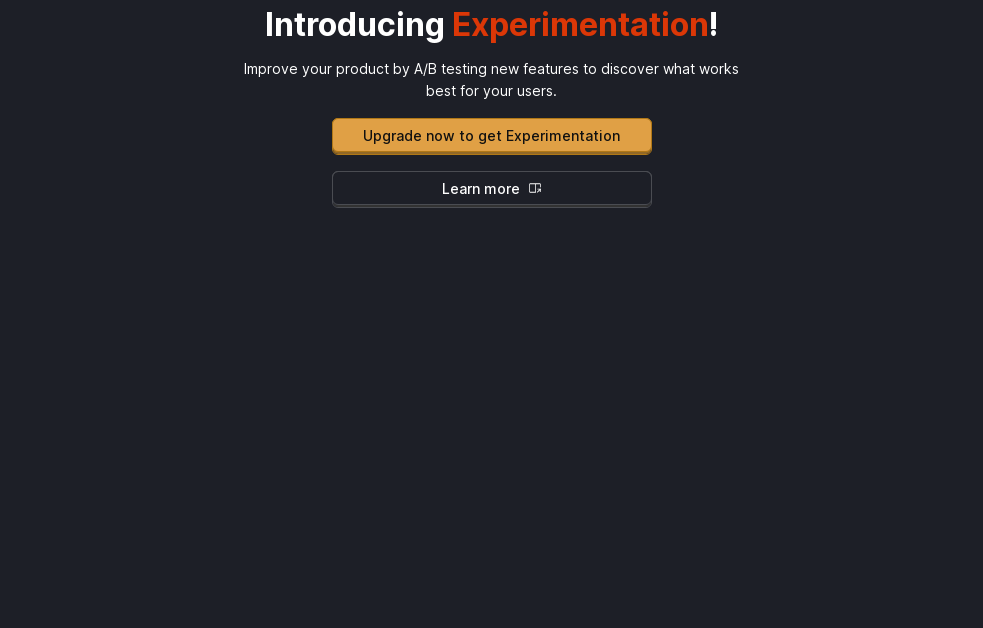 Introducing Experimentation!
Improve your product by A/B testing new features to discover what works
best for your users.
Upgrade now to get Experimentation
Learn more